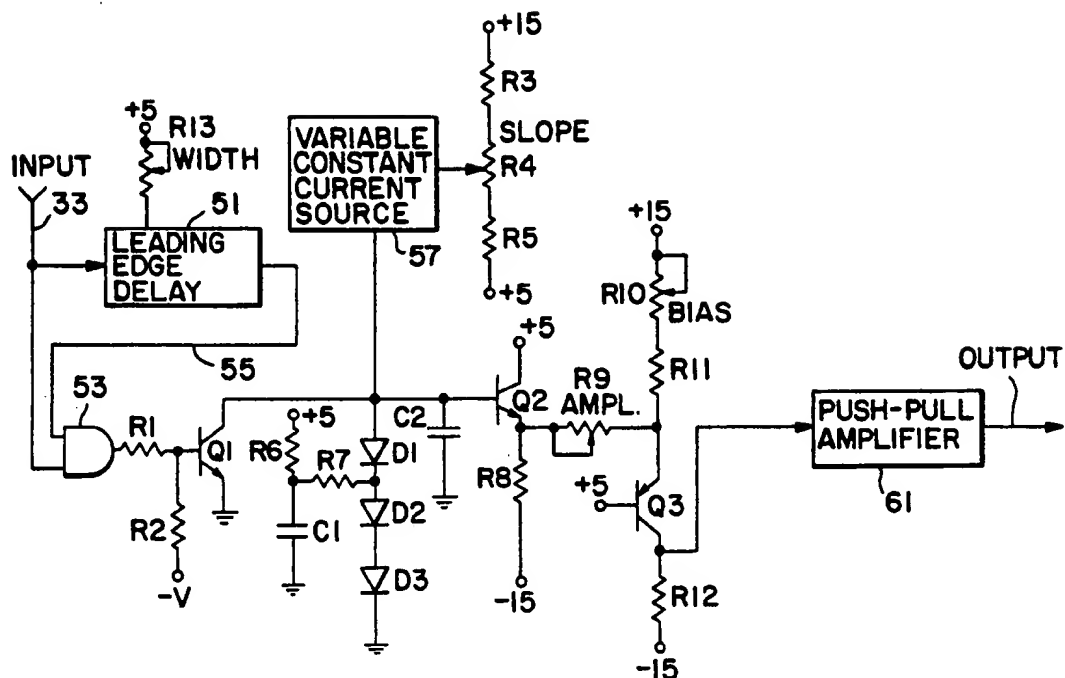 +15
R3
+5
R13
WIDTH
VARIABLE
CONSTANT
CURRENT
SOURCE
SLOPE
R4
INPUT
33
51
57
R5
+15
LEADING
EDGE
DELAY
+5
R10
BIAS
+5
55
R11
OUTPUT
53
R1
Q1
+5
R6
R7
D1
C2
Q2
R9
AMPL.
PUSH-PULL
AMPLIFIER
61
R2
C1
D2
R8
+5
Q3
D3
-V
-15
R12
-15